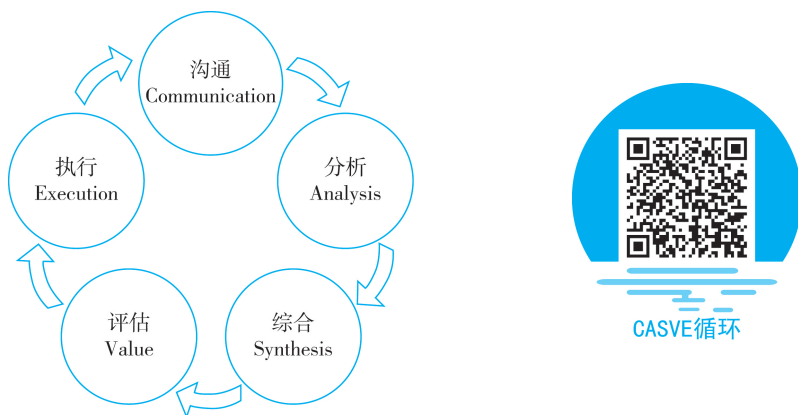 沟通
Communication
分析
Analysis
综合
Synthesis
评估
Value
执行
Execution
CASVE循环